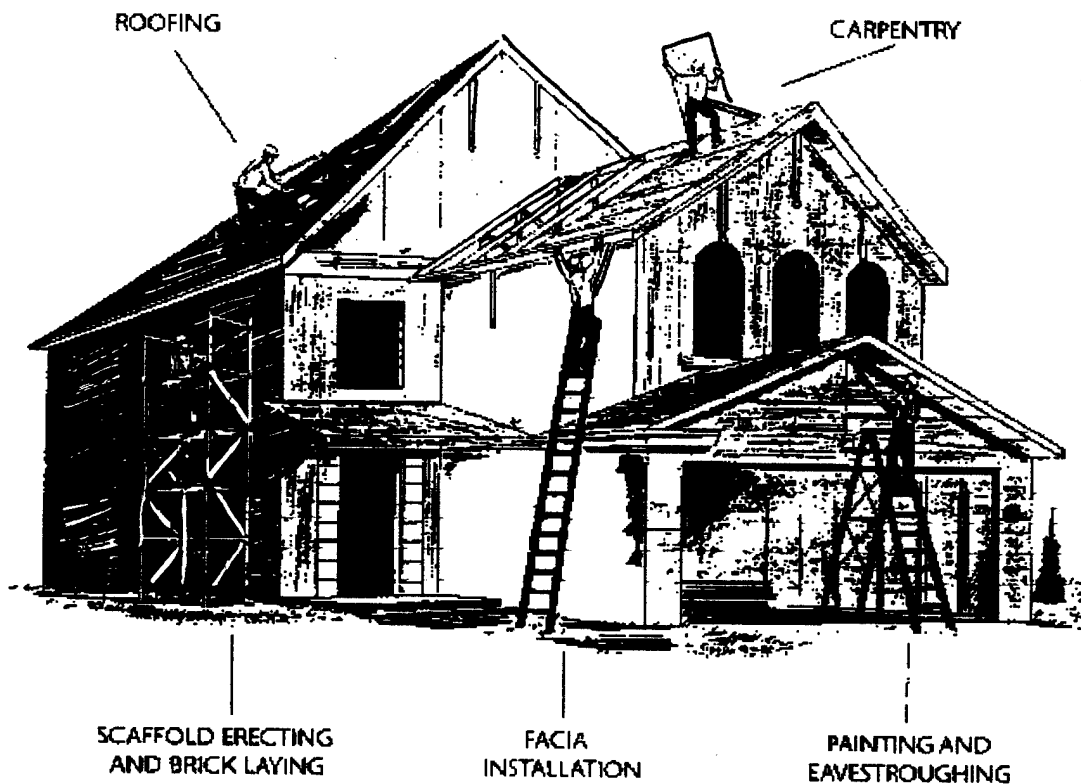 ROOFING
CARPENTRY
SCAFFOLD ERECTING
AND BRICK LAYING
FACIA
INSTALLATION
PAINTING AND
EAVESTROUGHING